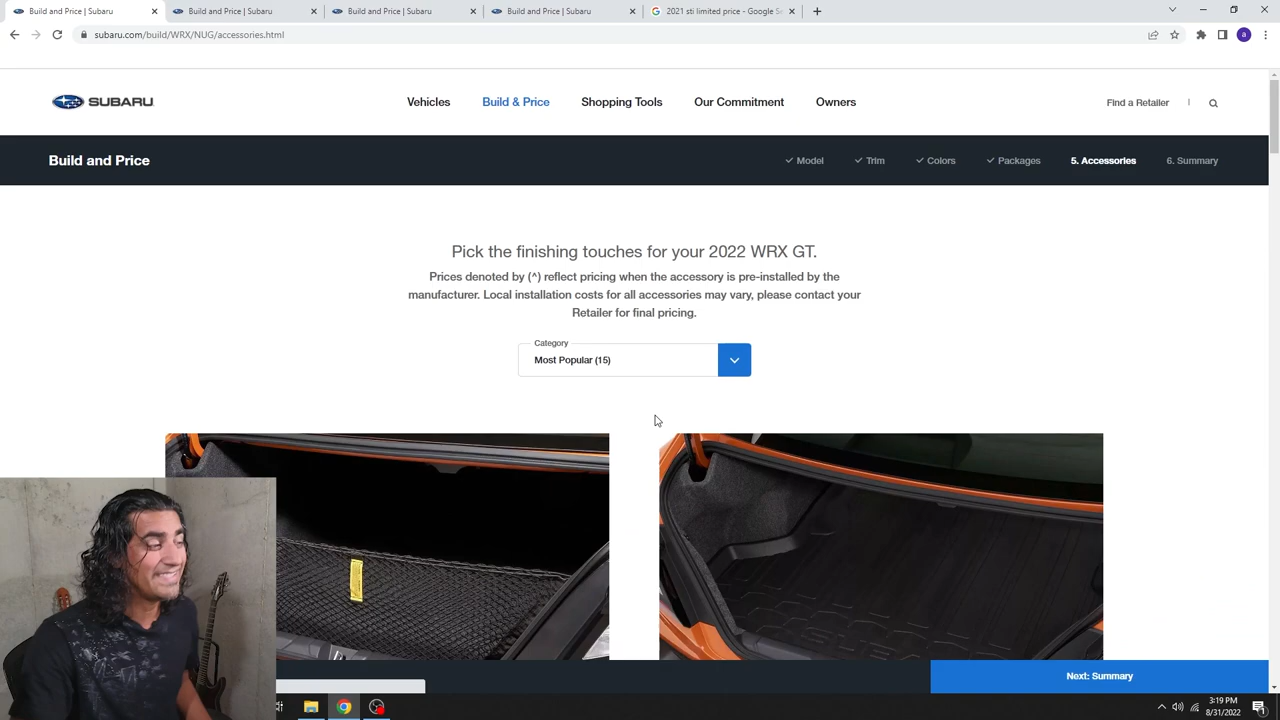 Build and Price | Subaru
Build and Price | Subaru
Build and Price | Subaru
Build and Price | Subaru
2021 sti limited price - Google Se
subaru.com/build/WRX/NUG/accessories.html
SUBARU
Vehicles
Build & Price
Shopping Tools
Our Commitment
Owners
Find a Retailer
Build and Price
Model
Trim
Colors
Packages
5. Accessories
6. Summary
Pick the finishing touches for your 2022 WRX GT.
Prices denoted by (^) reflect pricing when the accessory is pre-installed by the
manufacturer. Local installation costs for all accessories may vary, please contact your
Retailer for final pricing.
Category
Most Popular (15)
Next: Summary
3:19 PM
8/31/2022